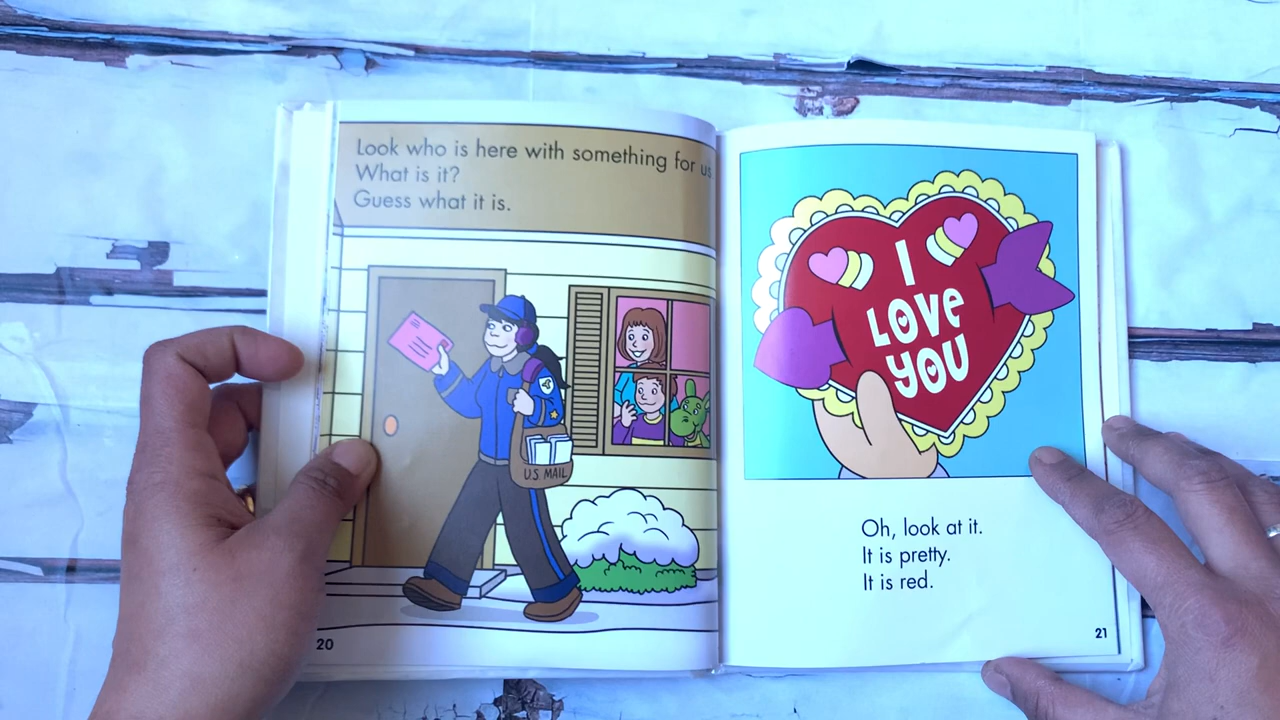 Look who is here with something for us
What is it?
Guess what it is.
U.S. MAIL
20
I
LOVE
YOU
Oh, look at it.
It is pretty.
It is red.
21